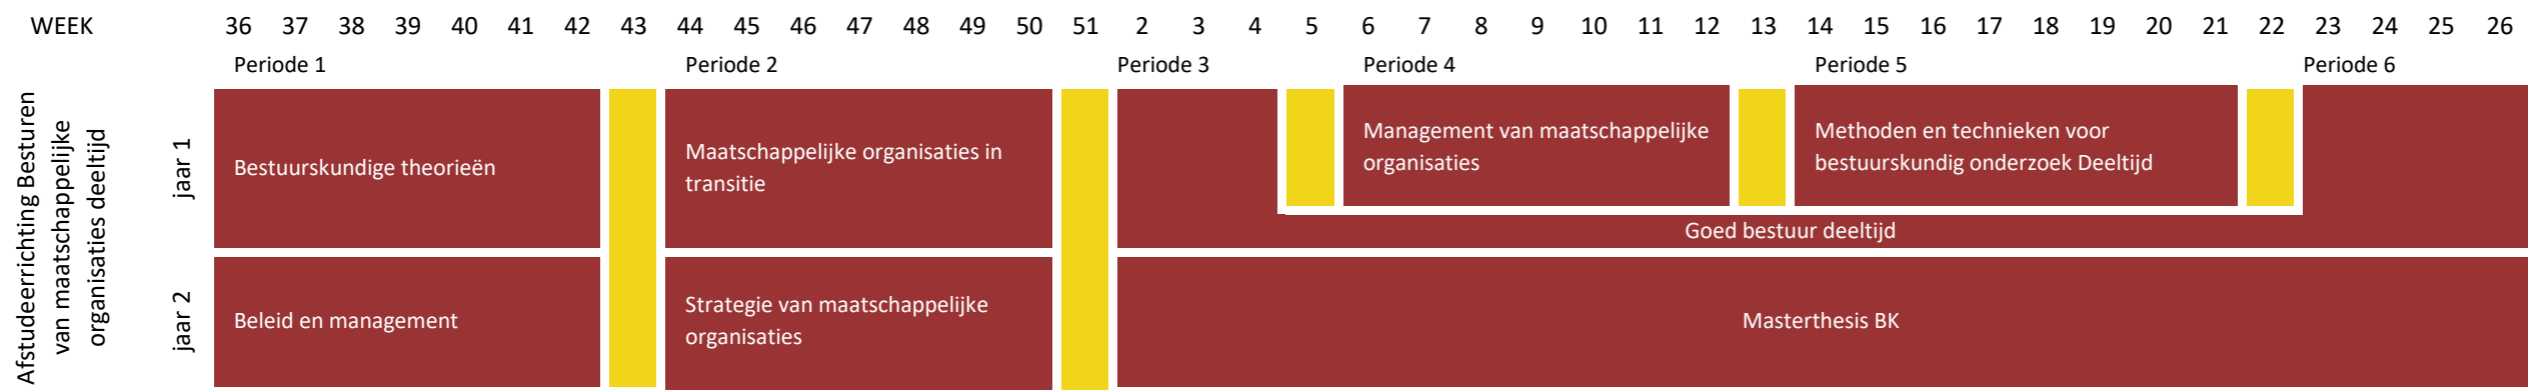 WEEK 36 37 38 39 40 41 42 43 44 45 46 47 48 49 50 51 2 3 4 5 6 7 8 9 10 11 12 13 14 15 16 17 18 19 20 21 22 23 24 25 26
Periode 1 Periode 2 Periode 3 Periode 4 Periode 5 Periode 6
Afstudeerrichting Besturen
van maatschappelijke
organisaties deeltijd
jaar 1
Bestuurskundige theorieën
Maatschappelijke organisaties in
transitie
Management van maatschappelijke
organisaties
Methoden en technieken voor
bestuurskundig onderzoek Deeltijd
Goed bestuur deeltijd
jaar 2
Beleid en management
Strategie van maatschappelijke
organisaties
Masterthesis BK